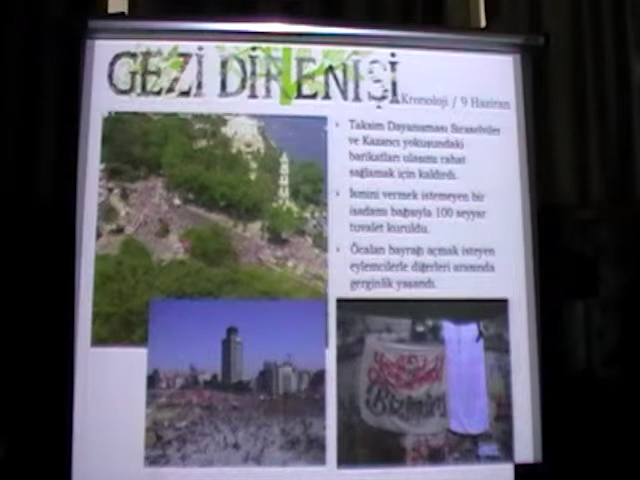 GEZİ DİRENİŞİ
Kronoloji / 9 Haziran
Taksim Dayanışması Sıraselviler
ve Kazancı yokuşundaki
barikatları ulaşımı rahat
sağlamak için kaldırdı.
İsmini vermek istemeyen bir
işadamı bağışıyla 100 seyyar
tuvalet kuruldu.
Öcalan bayrağı açmak isteyen
eylemcilerle diğerleri arasında
gerginlik yaşandı.